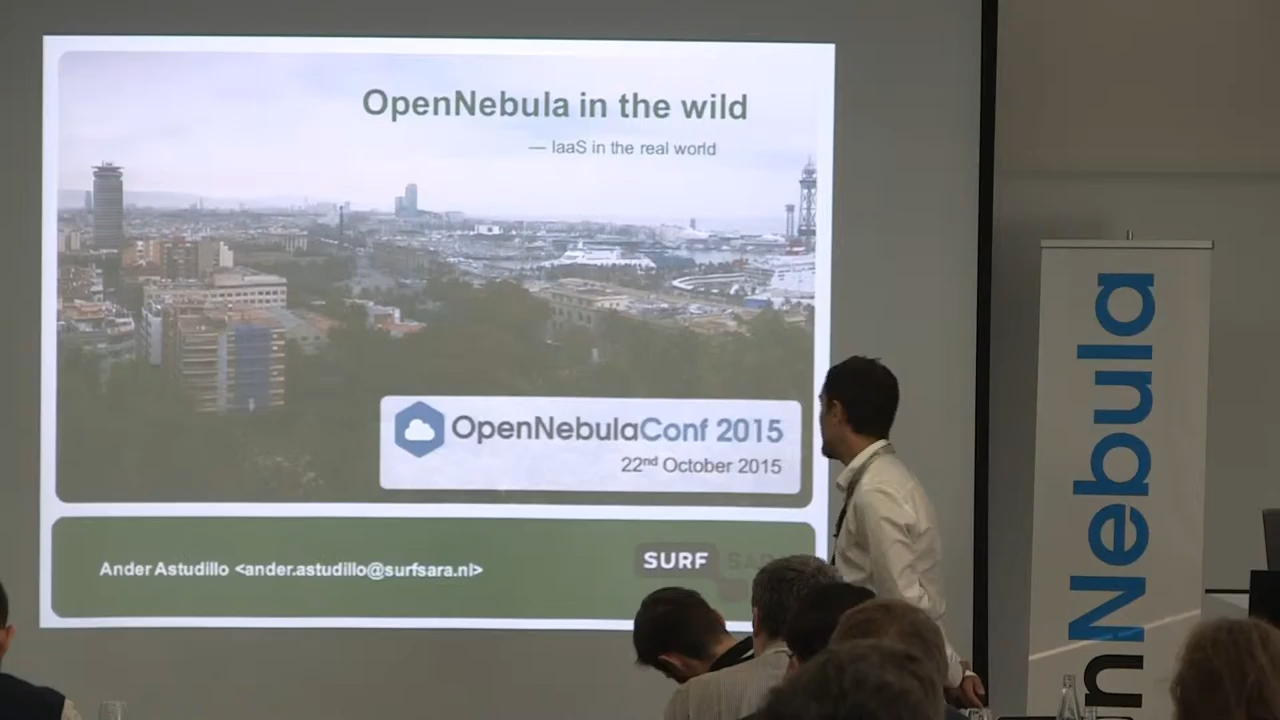 OpenNebula in the wild
— IaaS in the real world
OpenNebulaConf 2015
22nd October 2015
Ander Astudillo <ander.astudillo@surfsara.nl>
SURF SARA
nNebula